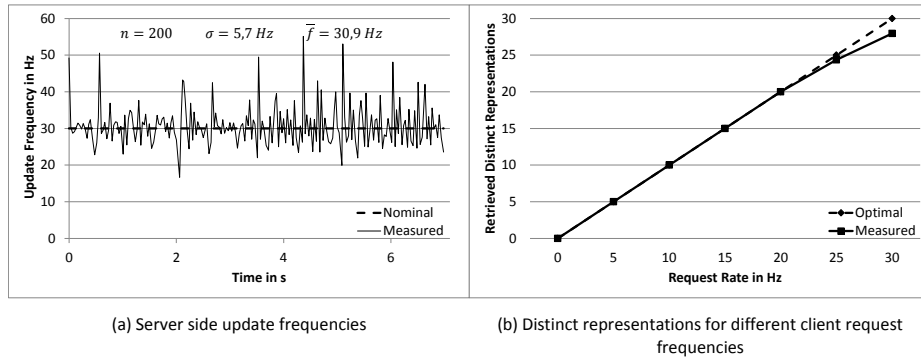 n = 200 σ = 5,7 Hz f̅ = 30,9 Hz
60
50
40
30
20
10
0
Update Frequency in Hz
Nominal
Measured
0 2 4 6
Time in s
(a) Server side update frequencies
30
25
20
15
10
5
0
Retrieved Distinct Representations
Optimal
Measured
0 5 10 15 20 25 30
Request Rate in Hz
(b) Distinct representations for different client request
frequencies